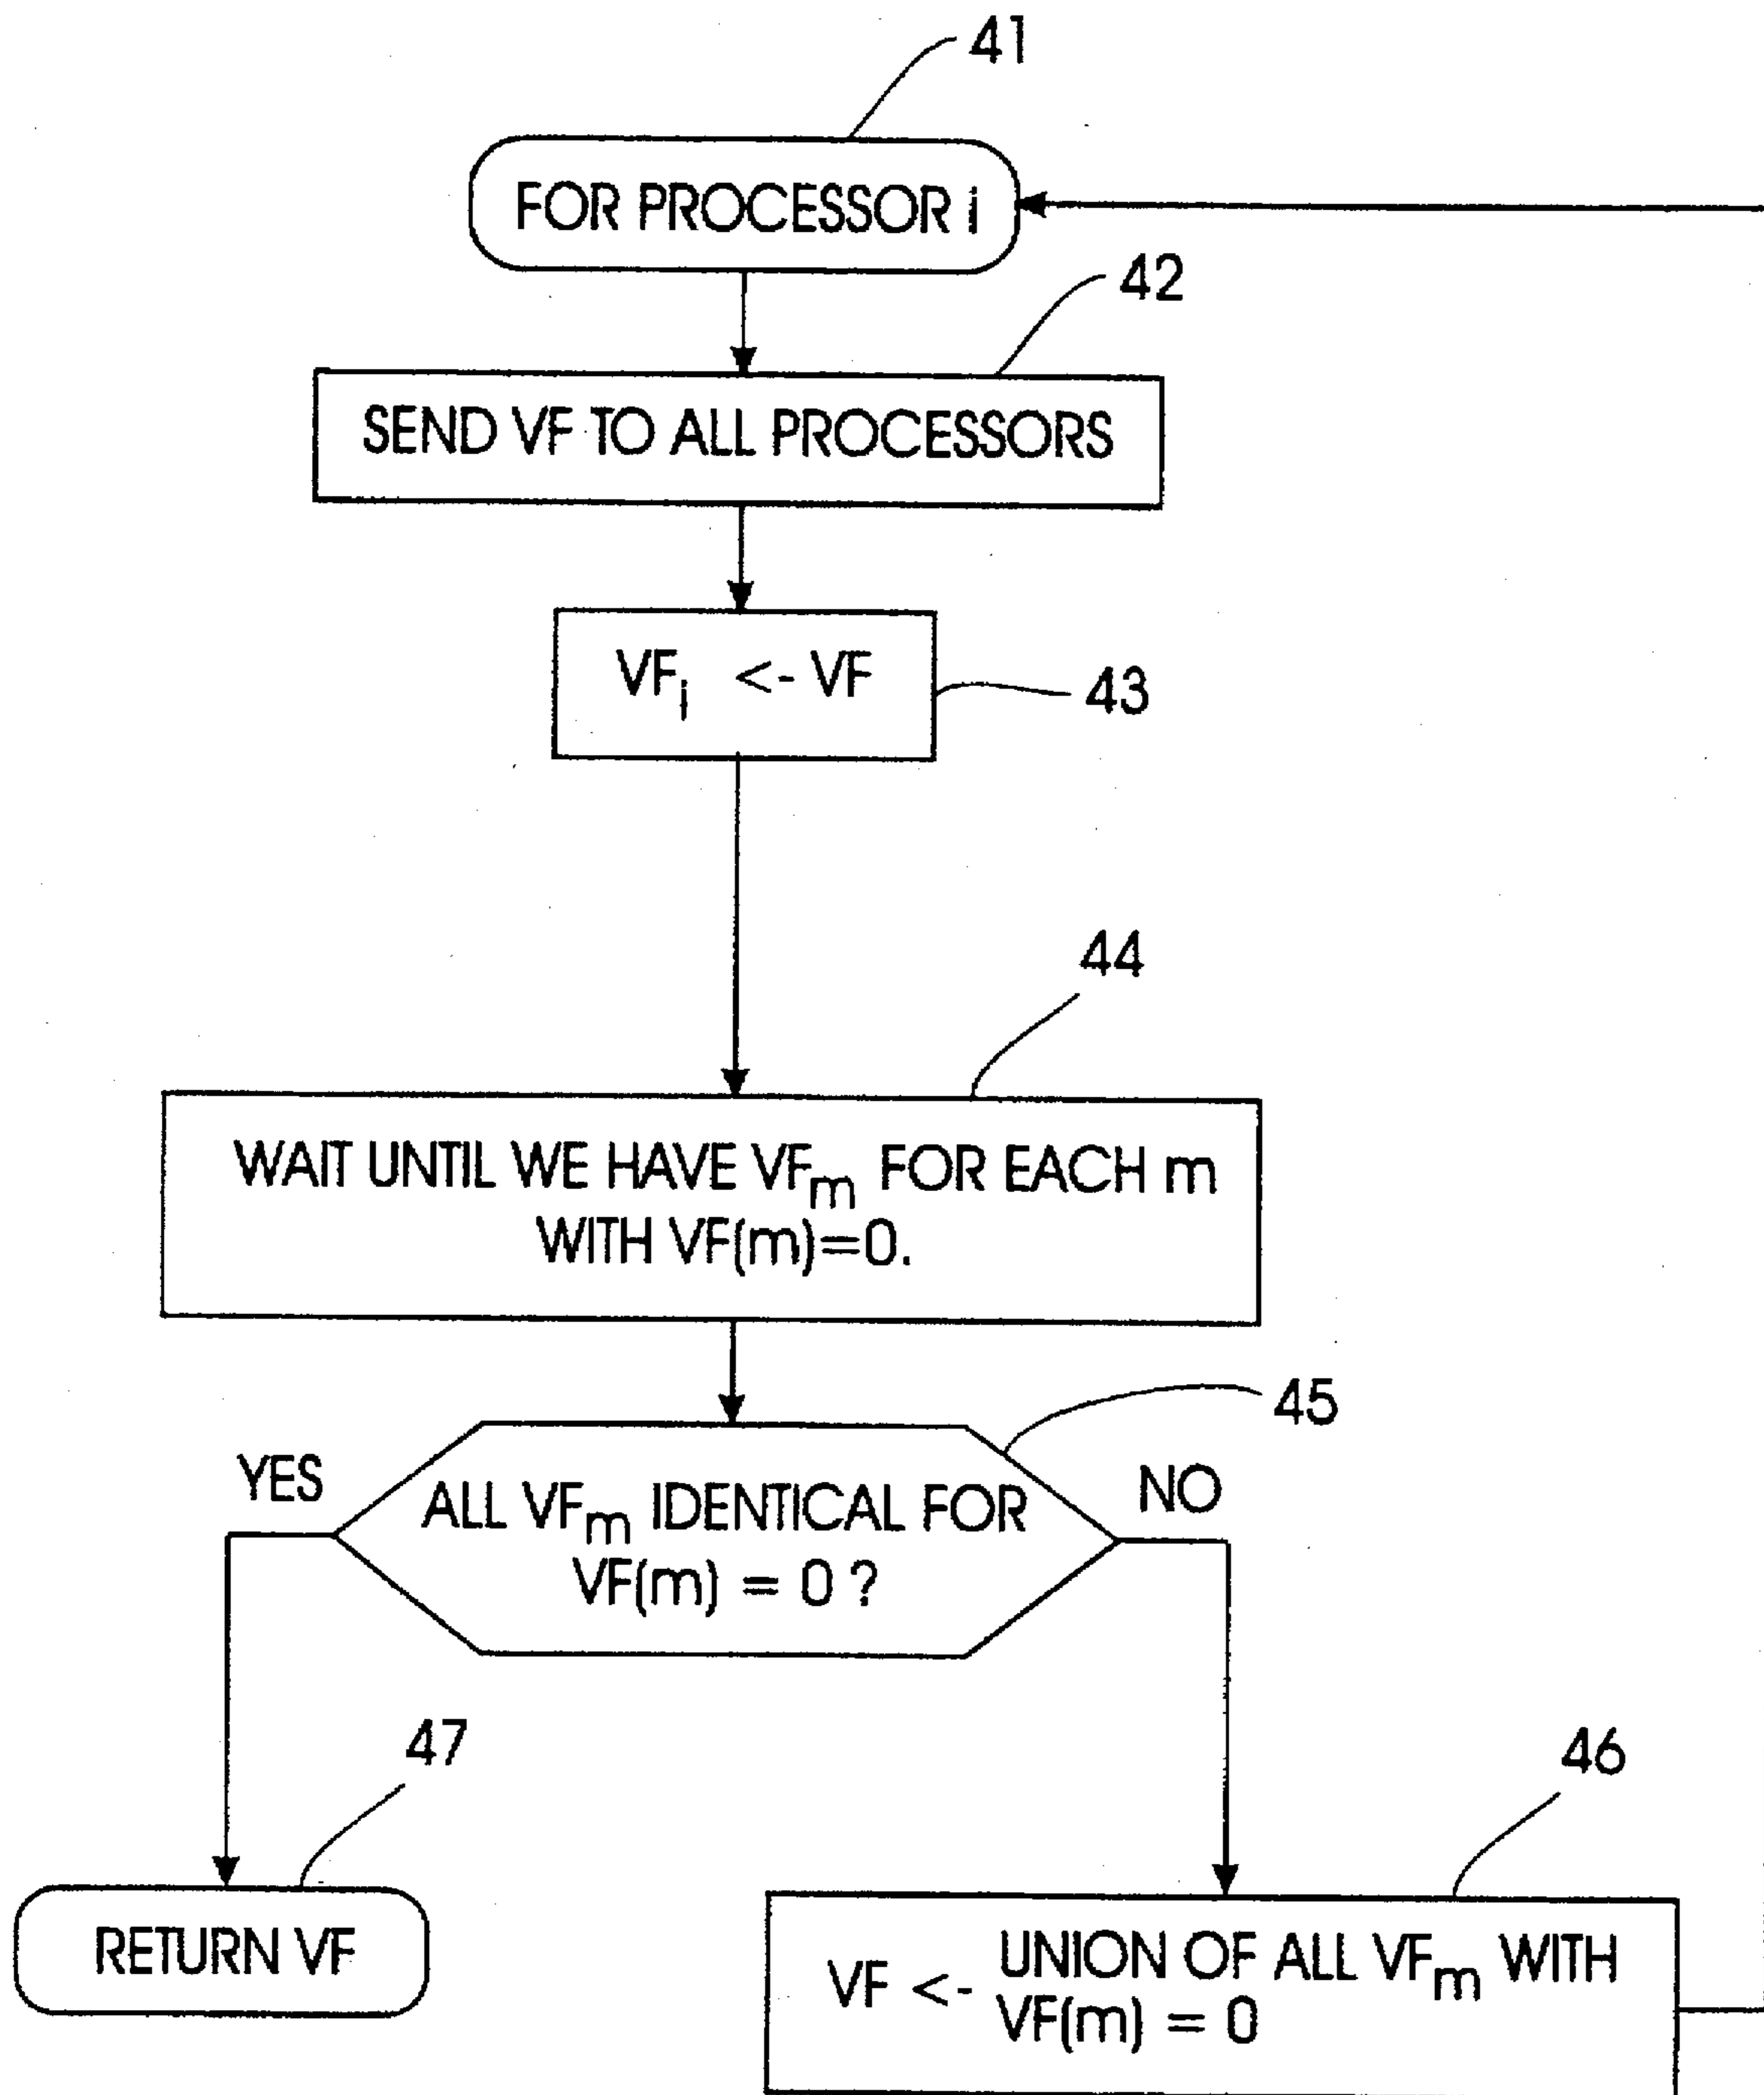 41
FOR PROCESSOR i
42
SEND VF TO ALL PROCESSORS
VFi <- VF
43
44
WAIT UNTIL WE HAVE VFm FOR EACH m
WITH VF(m)=0.
45
YES
NO
ALL VFm IDENTICAL FOR
VF(m) = 0 ?
47
46
RETURN VF
VF <- UNION OF ALL VFm WITH
VF(m) = 0